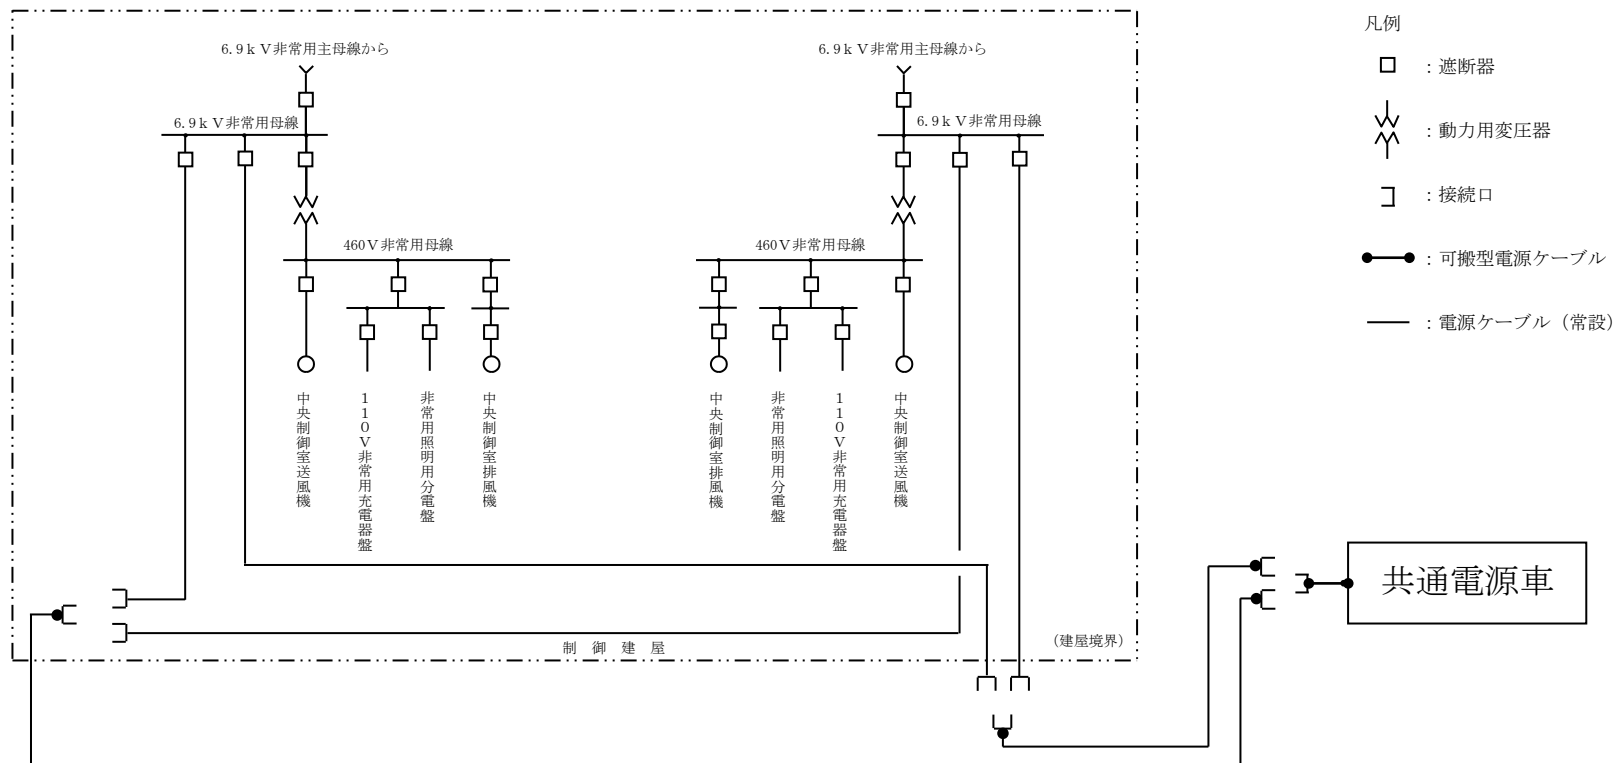 6.9ｋＶ非常用主母線から
6.9ｋＶ非常用主母線から
6.9ｋＶ非常用母線
6.9ｋＶ非常用母線
460Ｖ非常用母線
460Ｖ非常用母線
中央制御室送風機
１１０Ｖ非常用充電器盤
非常用照明用分電盤
中央制御室排風機
中央制御室排風機
非常用照明用分電盤
１１０Ｖ非常用充電器盤
中央制御室送風機
制御建屋
（建屋境界）
凡例
：遮断器
：動力用変圧器
：接続口
：可搬型電源ケーブル
：電源ケーブル（常設）
共通電源車